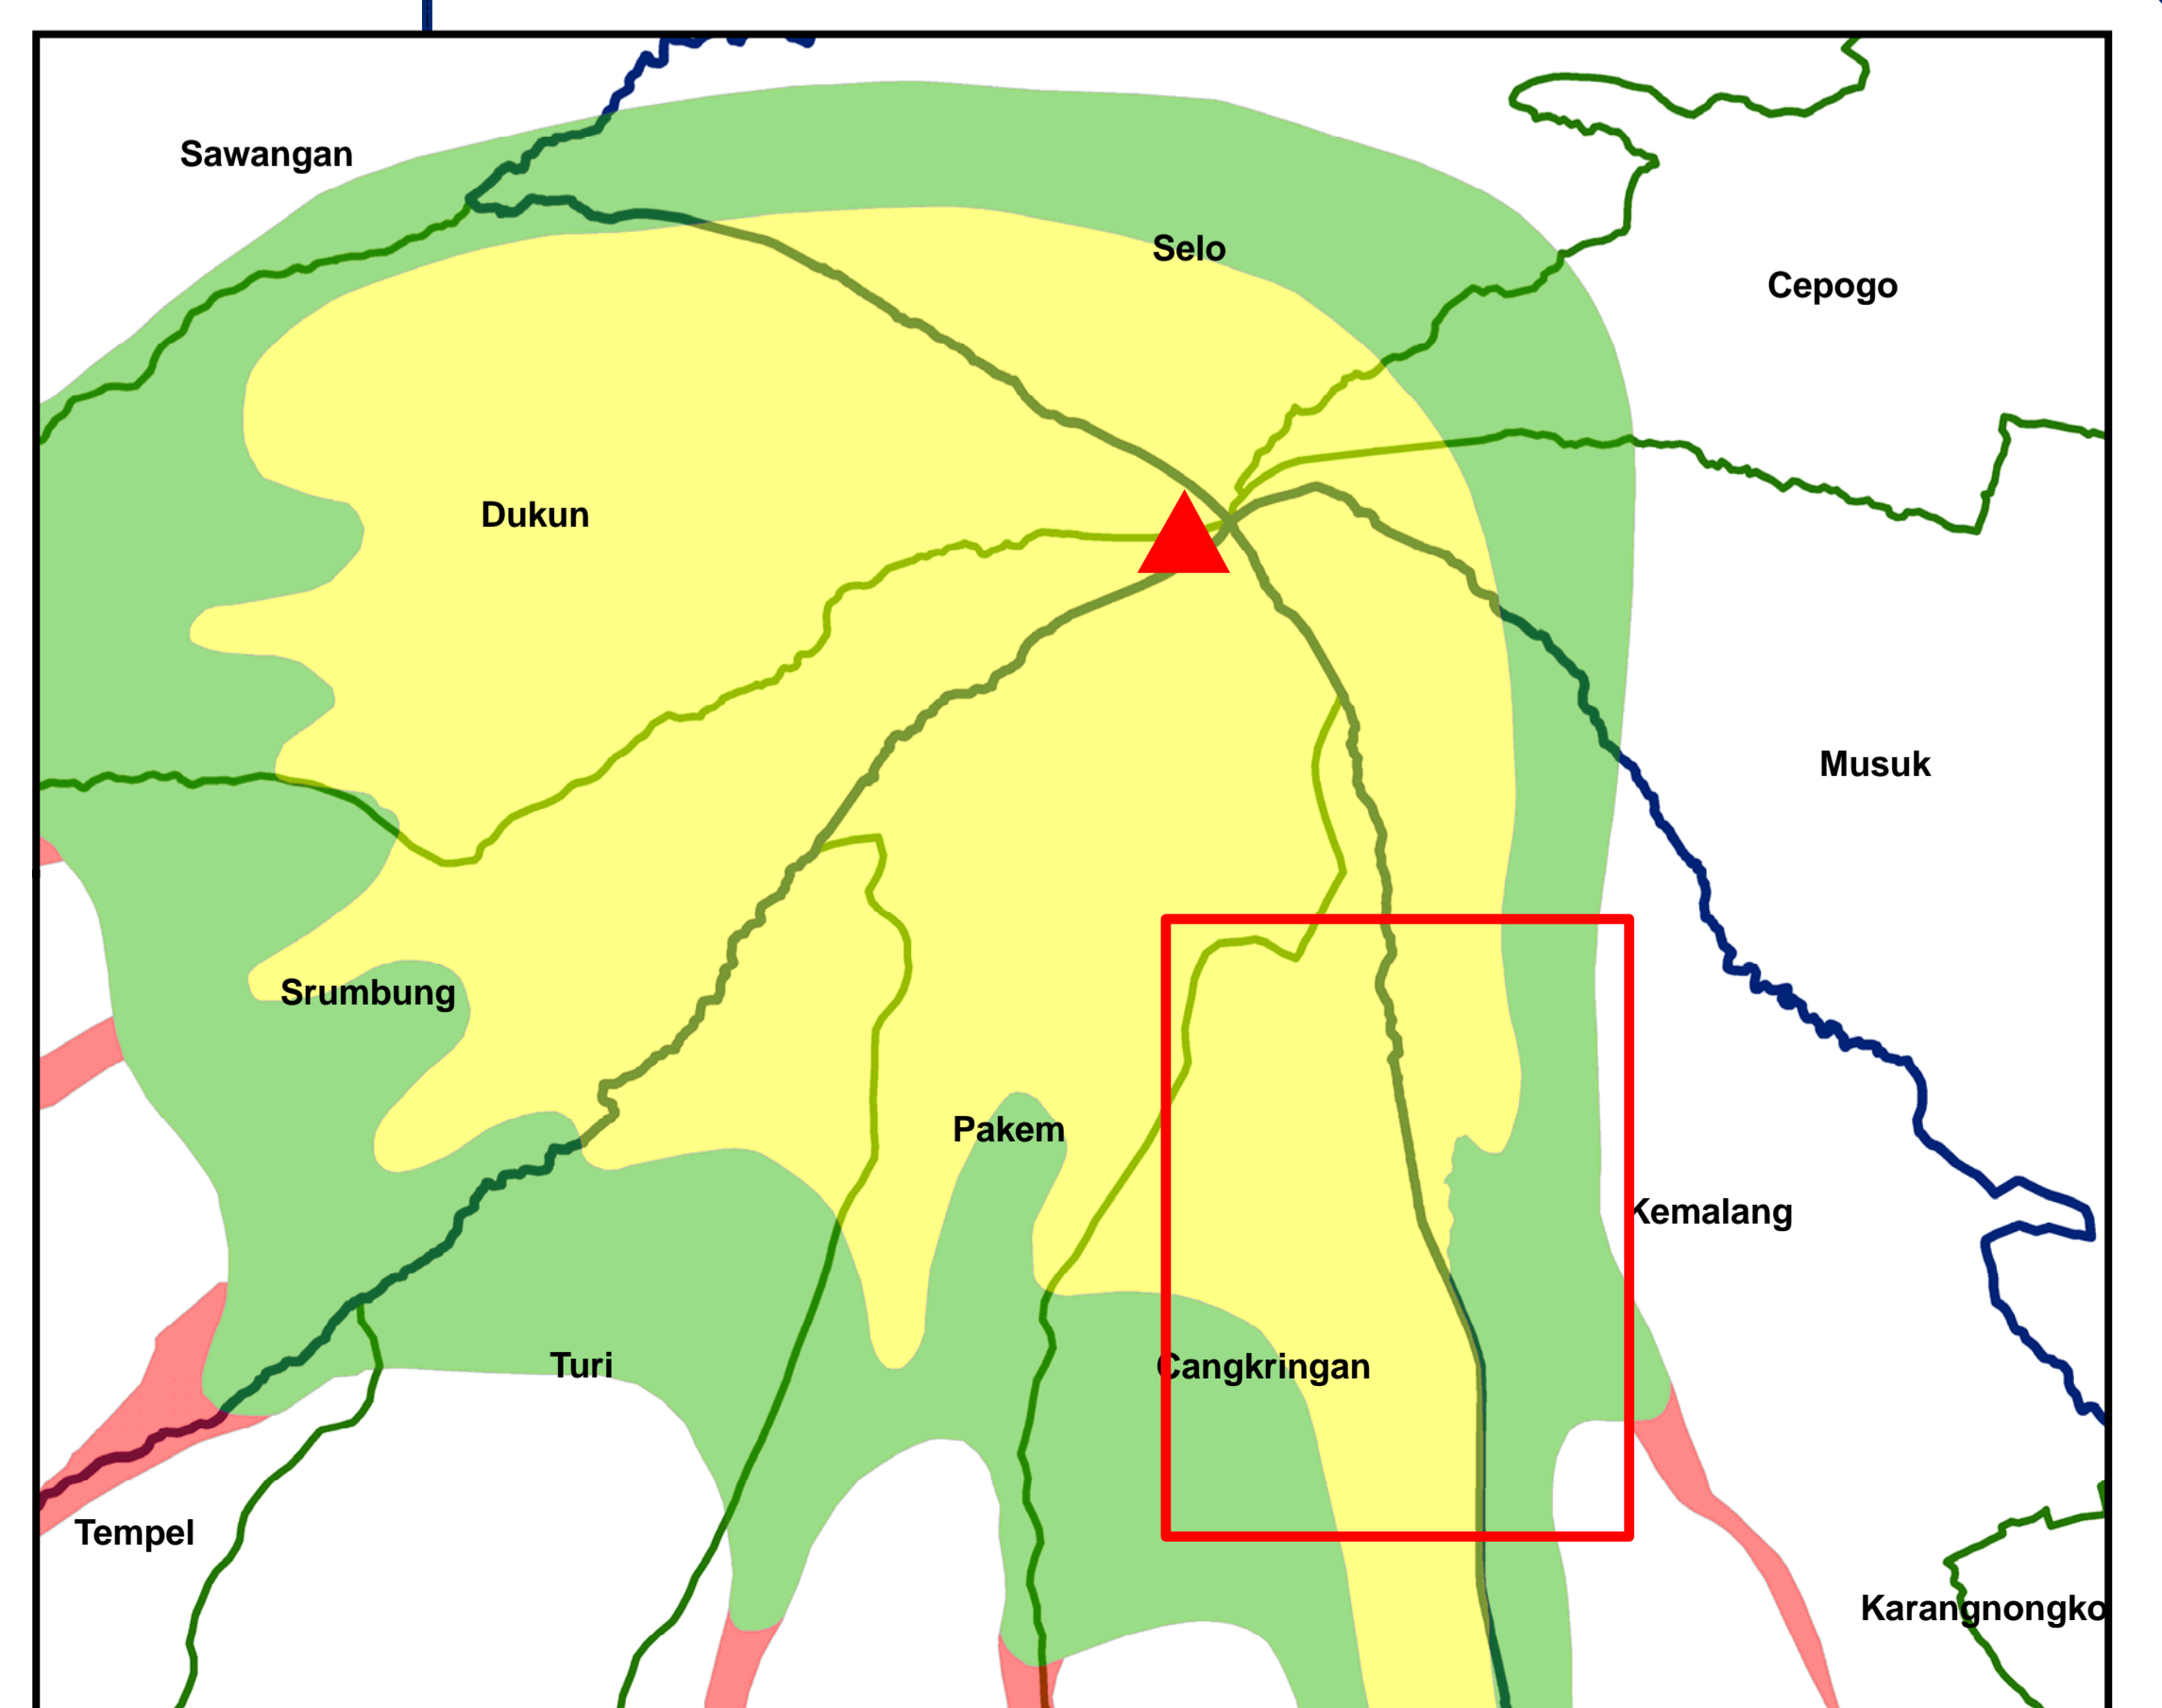 Sawangan
Selo
Cepogo
Dukun
Musuk
Srumbung
Pakem
Kemalang
Turi
Cangkringan
Tempel
Karangnongko